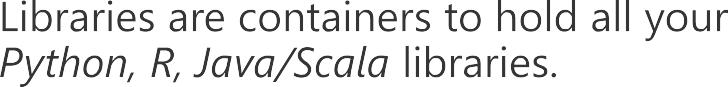 Libraries are containers to hold all your
Python, R, Java/Scala libraries.